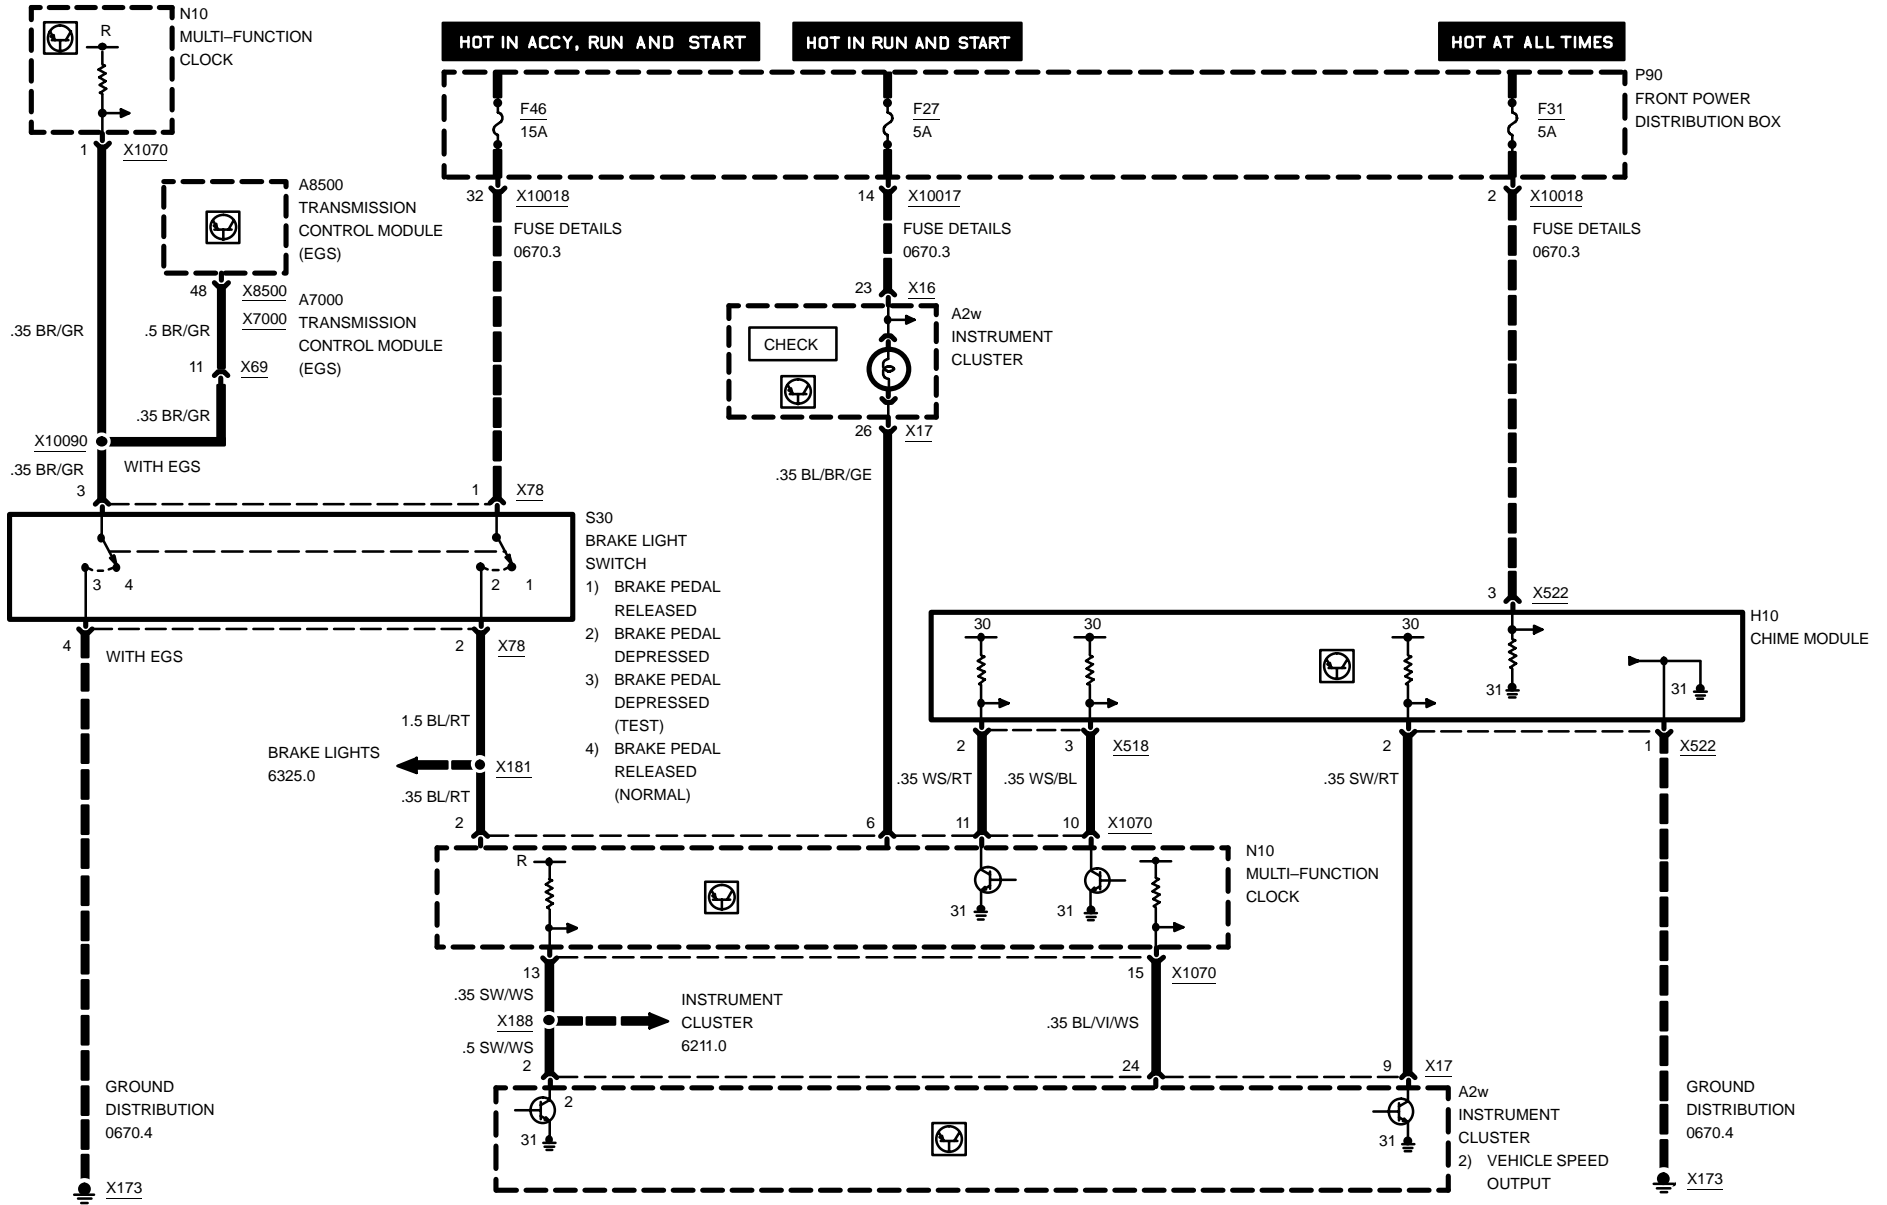 N10
MULTI–FUNCTION
CLOCK
R
1
X1070
HOT IN ACCY, RUN AND START
HOT IN RUN AND START
HOT AT ALL TIMES
P90
FRONT POWER
DISTRIBUTION BOX
F46
15A
F27
5A
F31
5A
32
X10018
FUSE DETAILS
0670.3
14
X10017
FUSE DETAILS
0670.3
2
X10018
FUSE DETAILS
0670.3
A8500
TRANSMISSION
CONTROL MODULE
(EGS)
48
X8500
X7000
A7000
TRANSMISSION
CONTROL MODULE
(EGS)
.35 BR/GR
.5 BR/GR
11
X69
.35 BR/GR
X10090
.35 BR/GR
WITH EGS
3
1
X78
23
X16
A2w
INSTRUMENT
CLUSTER
CHECK
26
X17
.35 BL/BR/GE
S30
BRAKE LIGHT
SWITCH
1) BRAKE PEDAL
RELEASED
2) BRAKE PEDAL
DEPRESSED
3) BRAKE PEDAL
DEPRESSED
(TEST)
4) BRAKE PEDAL
RELEASED
(NORMAL)
3
4
2
1
4
WITH EGS
2
X78
1.5 BL/RT
BRAKE LIGHTS
6325.0
X181
.35 BL/RT
3
X522
H10
CHIME MODULE
30
30
30
31
31
2
3
X518
2
1
X522
.35 WS/RT
.35 WS/BL
.35 SW/RT
2
6
11
10
X1070
N10
MULTI–FUNCTION
CLOCK
R
31
31
13
15
X1070
.35 SW/WS
X188
.5 SW/WS
INSTRUMENT
CLUSTER
6211.0
.35 BL/VI/WS
2
24
9
X17
2
31
31
A2w
INSTRUMENT
CLUSTER
2) VEHICLE SPEED
OUTPUT
GROUND
DISTRIBUTION
0670.4
X173
GROUND
DISTRIBUTION
0670.4
X173